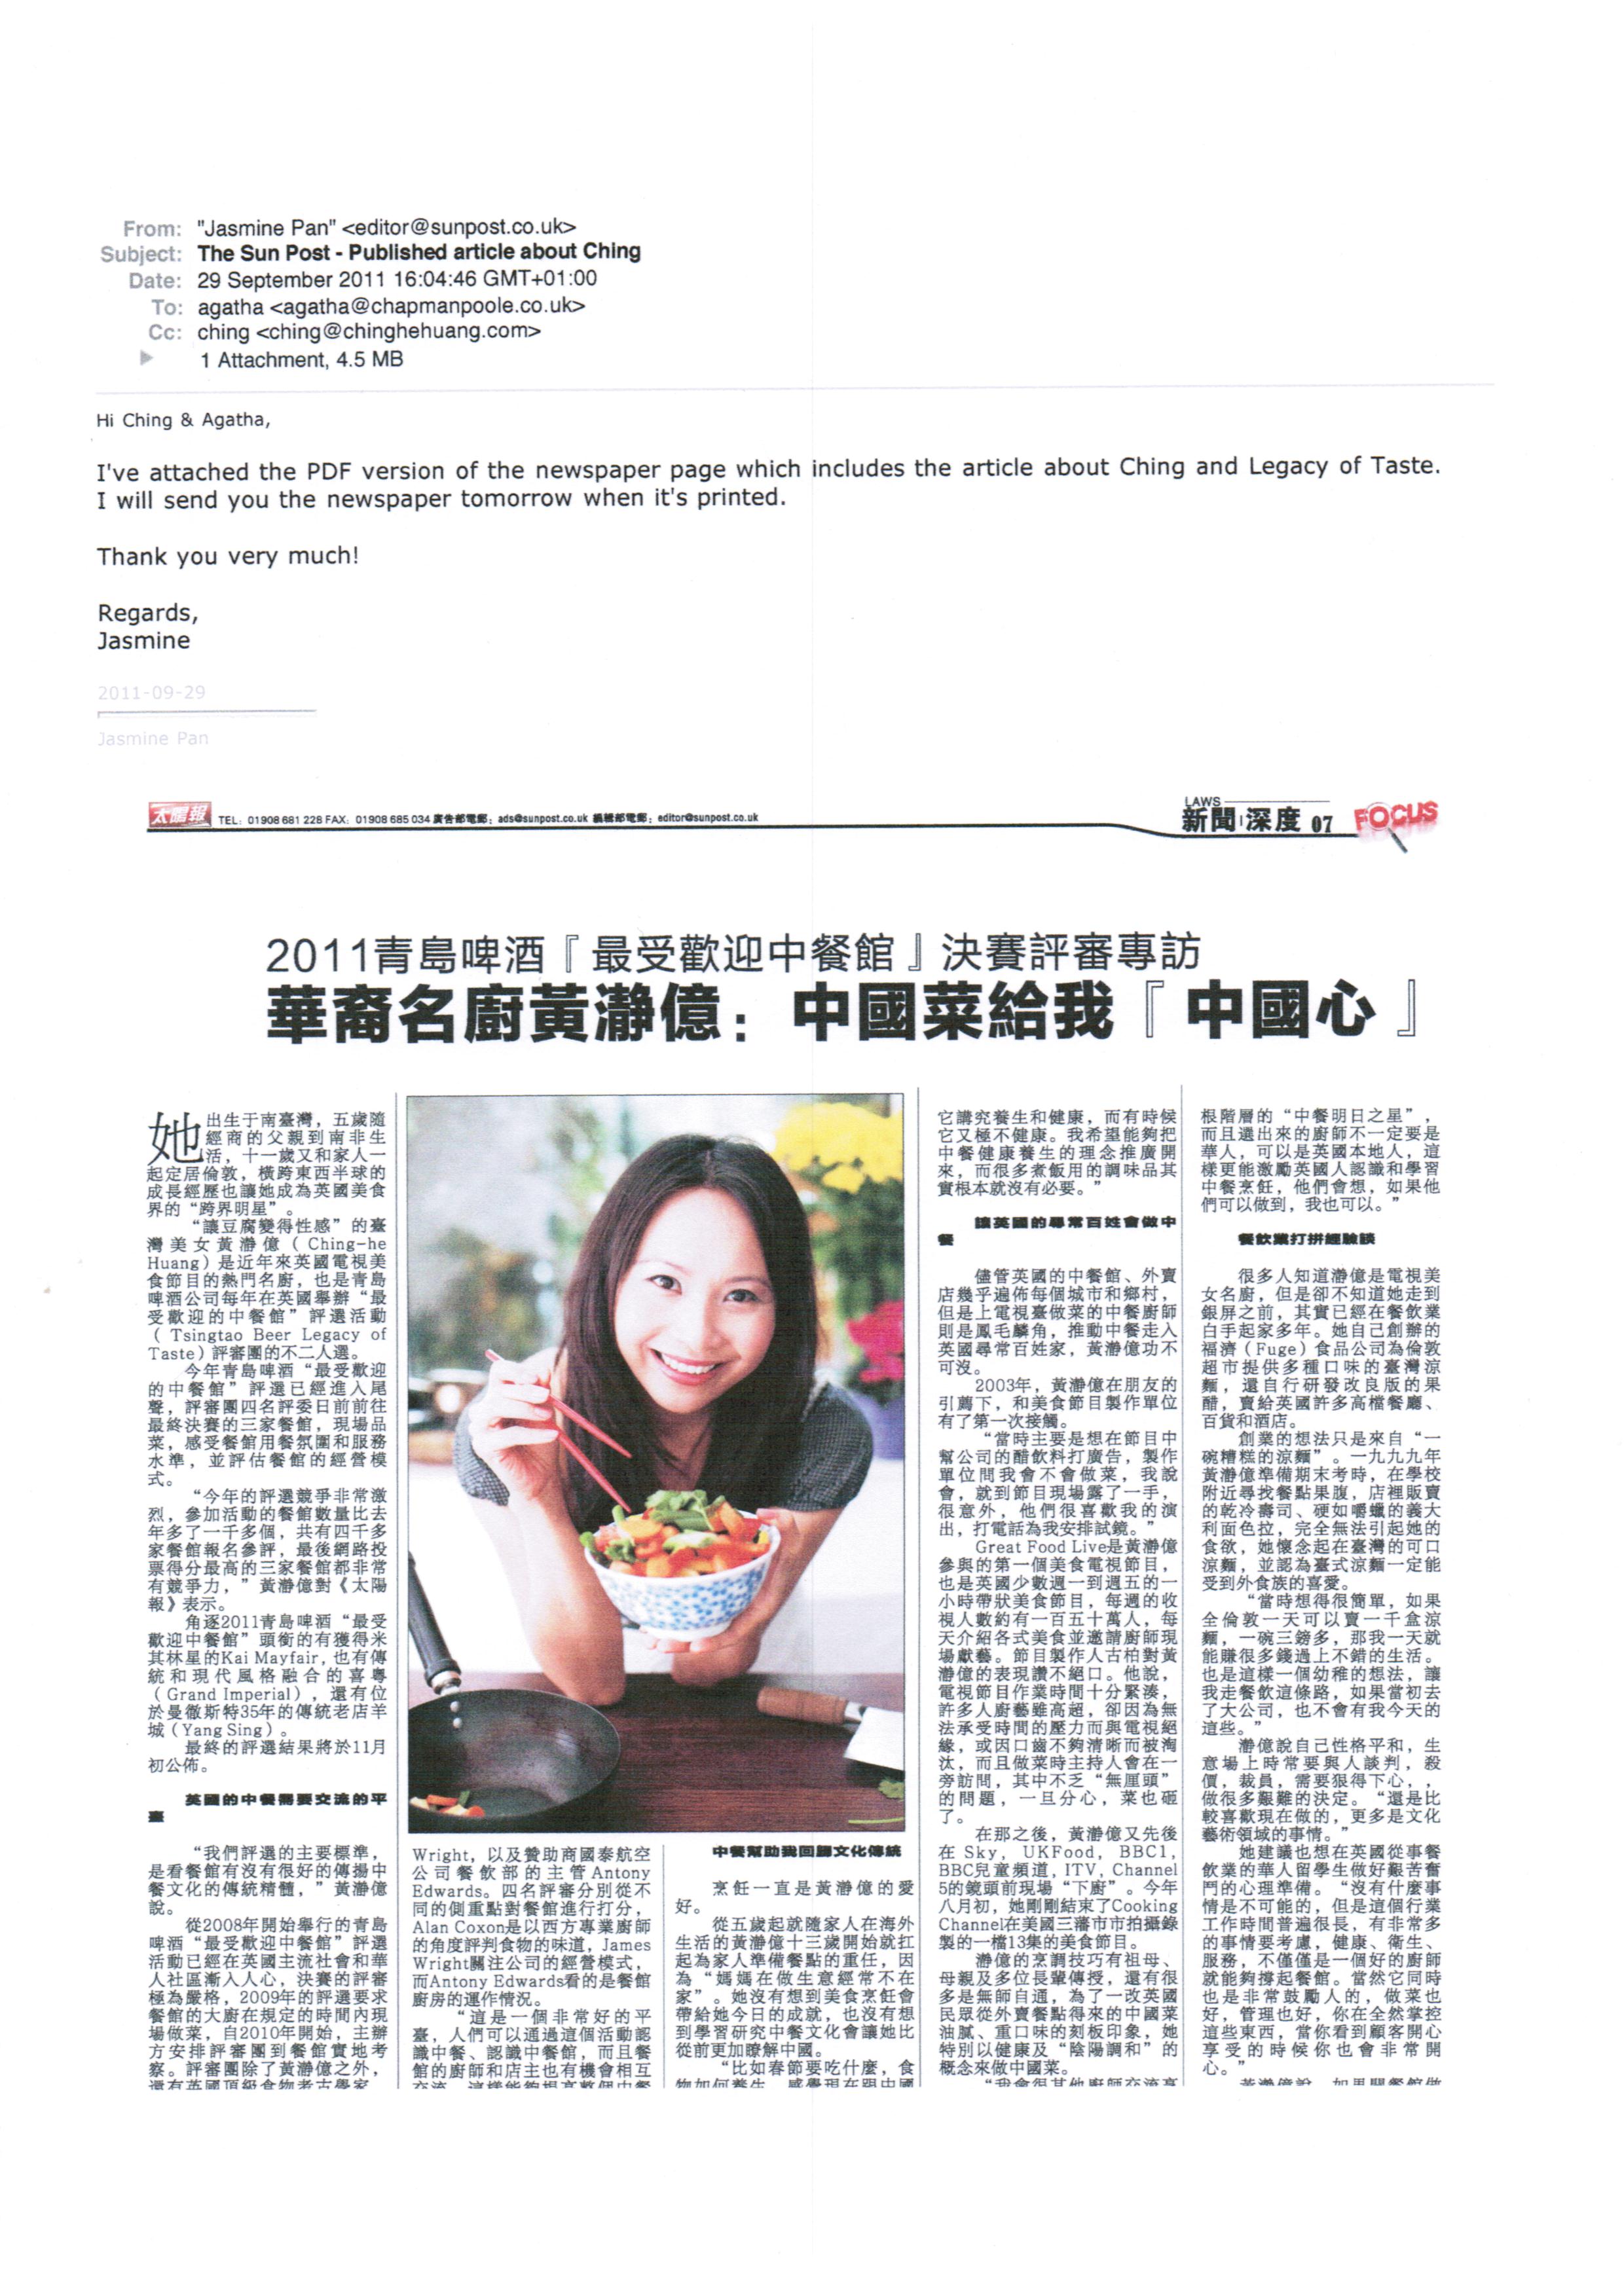 From: "Jasmine Pan" <editor@sunpost.co.uk>
Subject: The Sun Post - Published article about Ching
Date: 29 September 2011 16:04:46 GMT+01:00
To: agatha <agatha@chapmanpoole.co.uk>
Cc: ching <ching@chinghehuang.com>
1 Attachment, 4.5 MB
Hi Ching & Agatha,
I've attached the PDF version of the newspaper page which includes the article about Ching and Legacy of Taste.
I will send you the newspaper tomorrow when it's printed.
Thank you very much!
Regards,
Jasmine
2011-09-29
Jasmine Pan
太陽報 TEL: 01908 681 228 FAX: 01908 685 034 廣告部電郵: ads@sunpost.co.uk 編輯部電郵: editor@sunpost.co.uk
LAWS
新聞 深度 07 FOCUS
2011青島啤酒『最受歡迎中餐館』決賽評審專訪
華裔名廚黃瀞億：中國菜給我『中國心』
她出生于南臺灣，五歲隨
經商的父親到南非生
活，十一歲又和家人一
起定居倫敦，橫跨東西半球的
成長經歷也讓她成為英國美食
界的“跨界明星”。
“讓豆腐變得性感”的臺
灣美女黃瀞億（Ching-he
Huang）是近年來英國電視美
食節目的熱門名廚，也是青島
啤酒公司每年在英國舉辦“最
受歡迎的中餐館”評選活動
（Tsingtao Beer Legacy of
Taste）評審團的不二人選。
今年青島啤酒“最受歡迎
的中餐館”評選已經進入尾
聲，評審團四名評委日前前往
最終決賽的三家餐館，現場品
菜，感受餐館用餐氛圍和服務
水準，並評估餐館的經營模
式。
“今年的評選競爭非常激
烈，參加活動的餐館數量比去
年多了一千多個，共有四千多
家餐館報名參評，最後網路投
票得分最高的三家餐館都非常
有競爭力，”黃瀞億對《太陽
報》表示。
角逐2011青島啤酒“最受
歡迎中餐館”頭銜的有獲得米
其林星的Kai Mayfair，也有傳
統和現代風格融合的喜粵
（Grand Imperial），還有位
於曼徹斯特35年的傳統老店羊
城（Yang Sing）。
最終的評選結果將於11月
初公佈。
英國的中餐需要交流的平
臺
“我們評選的主要標準，
是看餐館有沒有很好的傳揚中
餐文化的傳統精髓，”黃瀞億
說。
從2008年開始舉行的青島
啤酒“最受歡迎中餐館”評選
活動已經在英國主流社會和華
人社區漸入人心，決賽的評審
極為嚴格，2009年的評選要求
餐館的大廚在規定的時間內現
場做菜，自2010年開始，主辦
方安排評審團到餐館實地考
察。評審團除了黃瀞億之外，
還有英國頂級食物考古學家
Wright，以及贊助商國泰航空
公司餐飲部的主管Antony
Edwards。四名評審分別從不
同的側重點對餐館進行打分，
Alan Coxon是以西方專業廚師
的角度評判食物的味道，James
Wright關注公司的經營模式，
而Antony Edwards看的是餐館
廚房的運作情況。
“這是一個非常好的平
臺，人們可以通過這個活動認
識中餐、認識中餐館，而且餐
館的廚師和店主也有機會相互
交流，這樣能夠提高整個中餐
中餐幫助我回歸文化傳統
烹飪一直是黃瀞億的愛
好。
從五歲起就隨家人在海外
生活的黃瀞億十三歲開始就扛
起為家人準備餐點的重任，因
為“媽媽在做生意經常不在
家”。她沒有想到美食烹飪會
帶給她今日的成就，也沒有想
到學習研究中餐文化會讓她比
從前更加瞭解中國。
“比如春節要吃什麼，食
物如何養生，感覺現在跟中國
它講究養生和健康，而有時候
它又極不健康。我希望能夠把
中餐健康養生的理念推廣開
來，而很多煮飯用的調味品其
實根本就沒有必要。”
讓英國的尋常百姓會做中
餐
儘管英國的中餐館、外賣
店幾乎遍佈每個城市和鄉村，
但是上電視臺做菜的中餐廚師
則是鳳毛麟角，推動中餐走入
英國尋常百姓家，黃瀞億功不
可沒。
2003年，黃瀞億在朋友的
引薦下，和美食節目製作單位
有了第一次接觸。
“當時主要是想在節目中
幫公司的醋飲料打廣告，製作
單位問我會不會做菜，我說
會，就到節目現場露了一手，
很意外，他們很喜歡我的演
出，打電話為我安排試鏡。”
Great Food Live是黃瀞億
參與的第一個美食電視節目，
也是英國少數週一到週五的一
小時帶狀美食節目，每週的收
視人數約有一百五十萬人，每
天介紹各式美食並邀請廚師現
場獻藝。節目製作人古柏對黃
瀞億的表現讚不絕口。他說，
電視節目作業時間十分緊湊，
許多人廚藝雖高超，卻因為無
法承受時間的壓力而與電視絕
緣，或因口齒不夠清晰而被淘
汰，而且做菜時主持人會在一
旁訪問，其中不乏“無厘頭”
的問題，一旦分心，菜也砸
了。
在那之後，黃瀞億又先後
在 Sky, UKFood, BBC1,
BBC兒童頻道, ITV, Channel
5的鏡頭前現場“下廚”。今年
八月初，她剛剛結束了Cooking
Channel在美國三藩市市拍攝錄
製的一檔13集的美食節目。
瀞億的烹調技巧有祖母、
母親及多位長輩傳授，還有很
多是無師自通，為了一改英國
民眾從外賣餐點得來的中國菜
油膩、重口味的刻板印象，她
特別以健康及“陰陽調和”的
概念來做中國菜。
“我會很其他廚師交流享
根階層的“中餐明日之星”，
而且選出來的廚師不一定要是
華人，可以是英國本地人，這
樣更能激勵英國人認識和學習
中餐烹飪，他們會想，如果他
們可以做到，我也可以。”
餐飲業打拼經驗談
很多人知道瀞億是電視美
女名廚，但是卻不知道她走到
銀屏之前，其實已經在餐飲業
白手起家多年。她自己創辦的
福濟（Fuge）食品公司為倫敦
超市提供多種口味的臺灣涼
麵，還自行研發改良版的果
醋，賣給英國許多高檔餐廳、
百貨和酒店。
創業的想法只是來自“一
碗糟糕的涼麵”。一九九九年
黃瀞億準備期末考時，在學校
附近尋找餐點果腹，店裡販賣
的乾冷壽司、硬如嚼蠟的義大
利面色拉，完全無法引起她的
食欲，她懷念起在臺灣的可口
涼麵，並認為臺式涼麵一定能
受到外食族的喜愛。
“當時想得很簡單，如果
全倫敦一天可以賣一千盒涼
麵，一碗三鎊多，那我一天就
能賺很多錢過上不錯的生活。
也是這樣一個幼稚的想法，讓
我走餐飲這條路，如果當初去
了大公司，也不會有我今天的
這些。”
瀞億說自己性格平和，生
意場上時常要與人談判，殺
價，裁員，需要狠得下心，，
做很多艱難的決定。“還是比
較喜歡現在做的，更多是文化
藝術領域的事情。”
她建議也想在英國從事餐
飲業的華人留學生做好艱苦奮
鬥的心理準備。“沒有什麼事
情是不可能的，但是這個行業
工作時間普遍很長，有非常多
的事情要考慮，健康、衛生、
服務，不僅僅是一個好的廚師
就能夠撐起餐館。當然它同時
也是非常鼓勵人的，做菜也
好，管理也好，你在全然掌控
這些東西，當你看到顧客開心
享受的時候你也會非常開
心。”
黃瀞億說，如果開餐館做